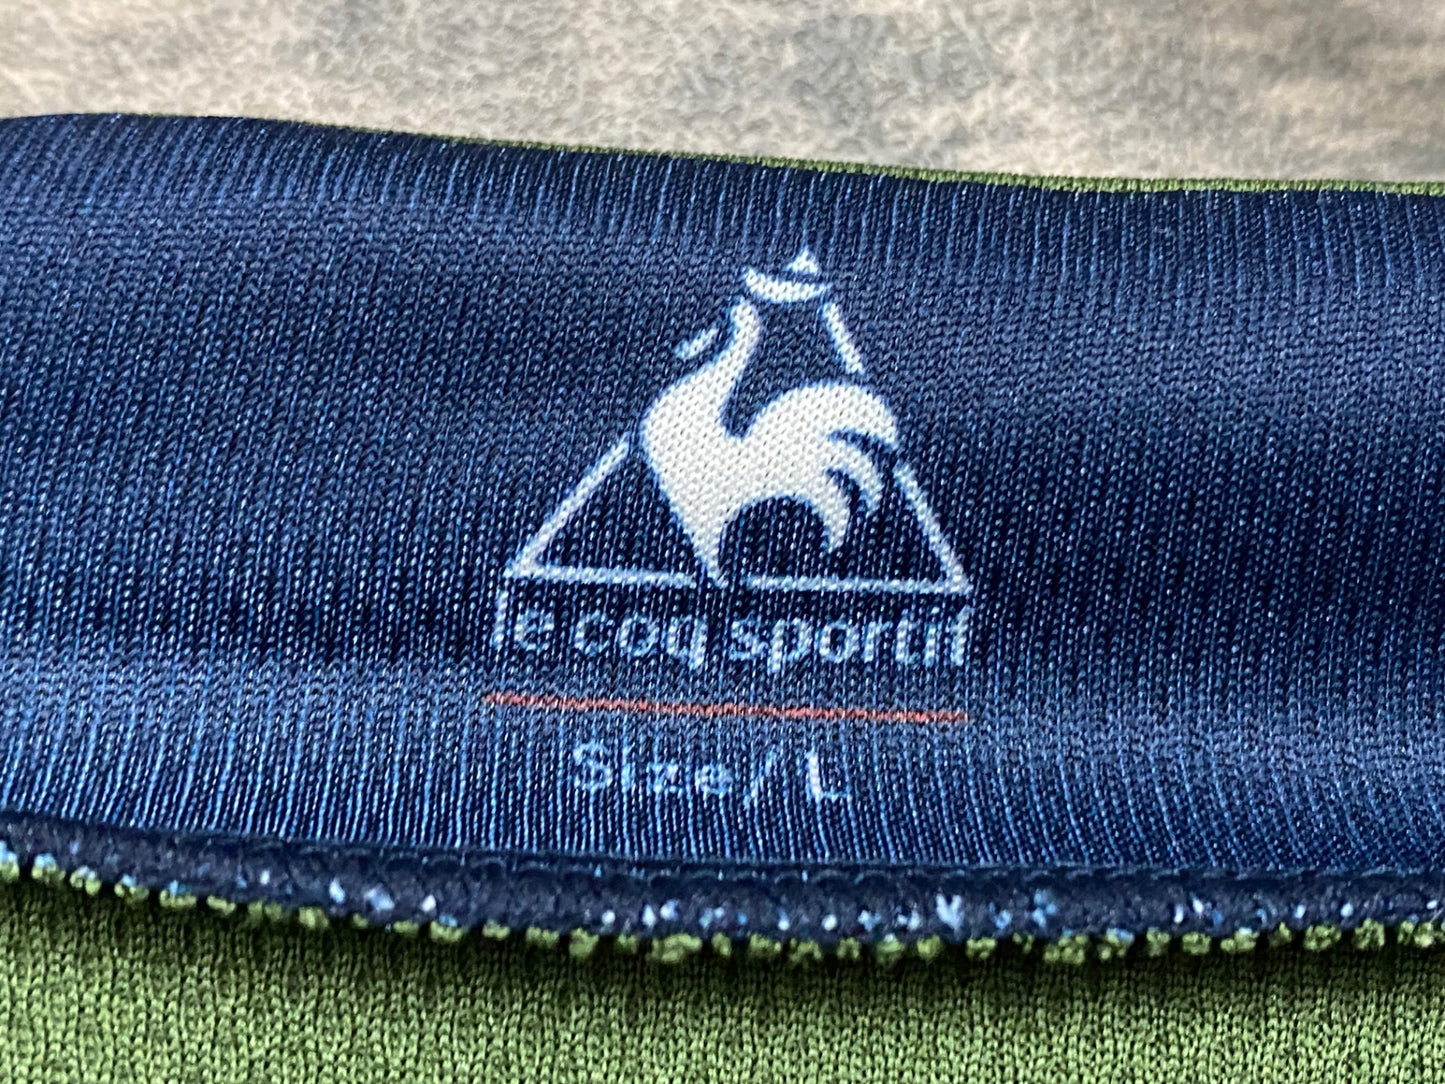 le coq sportif
Size/L